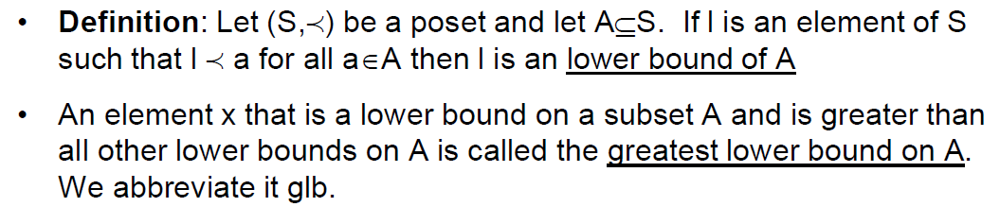 • Definition: Let (S,≺) be a poset and let A⊆S. If l is an element of S
such that l ≺ a for all a∈A then l is an lower bound of A
• An element x that is a lower bound on a subset A and is greater than
all other lower bounds on A is called the greatest lower bound on A.
We abbreviate it glb.